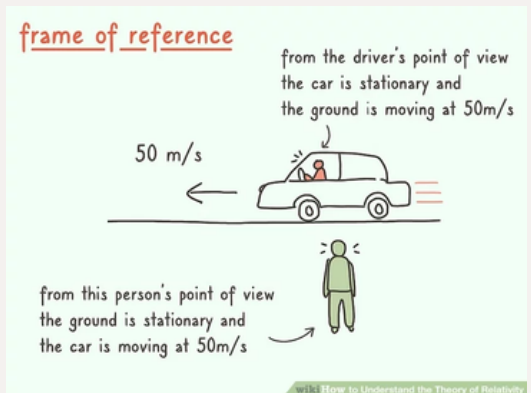 frame of reference
from the driver's point of view
the car is stationary and
the ground is moving at 50m/s
50 m/s
from this person's point of view
the ground is stationary and
the car is moving at 50m/s
wikiHow to Understand the Theory of Relativity